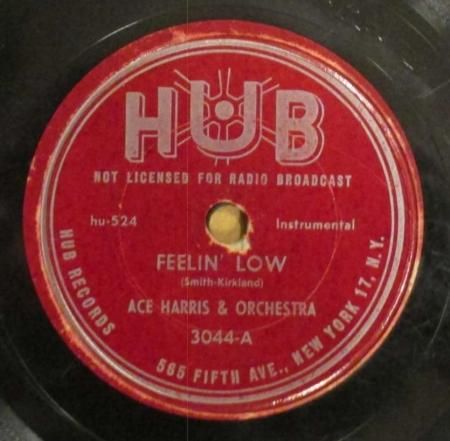 HUB
NOT LICENSED FOR RADIO BROADCAST
hu-524
Instrumental
FEELIN' LOW
(Smith-Kirkland)
ACE HARRIS & ORCHESTRA
3044-A
HUB RECORDS
565 FIFTH AVE., NEW YORK 17, N.Y.